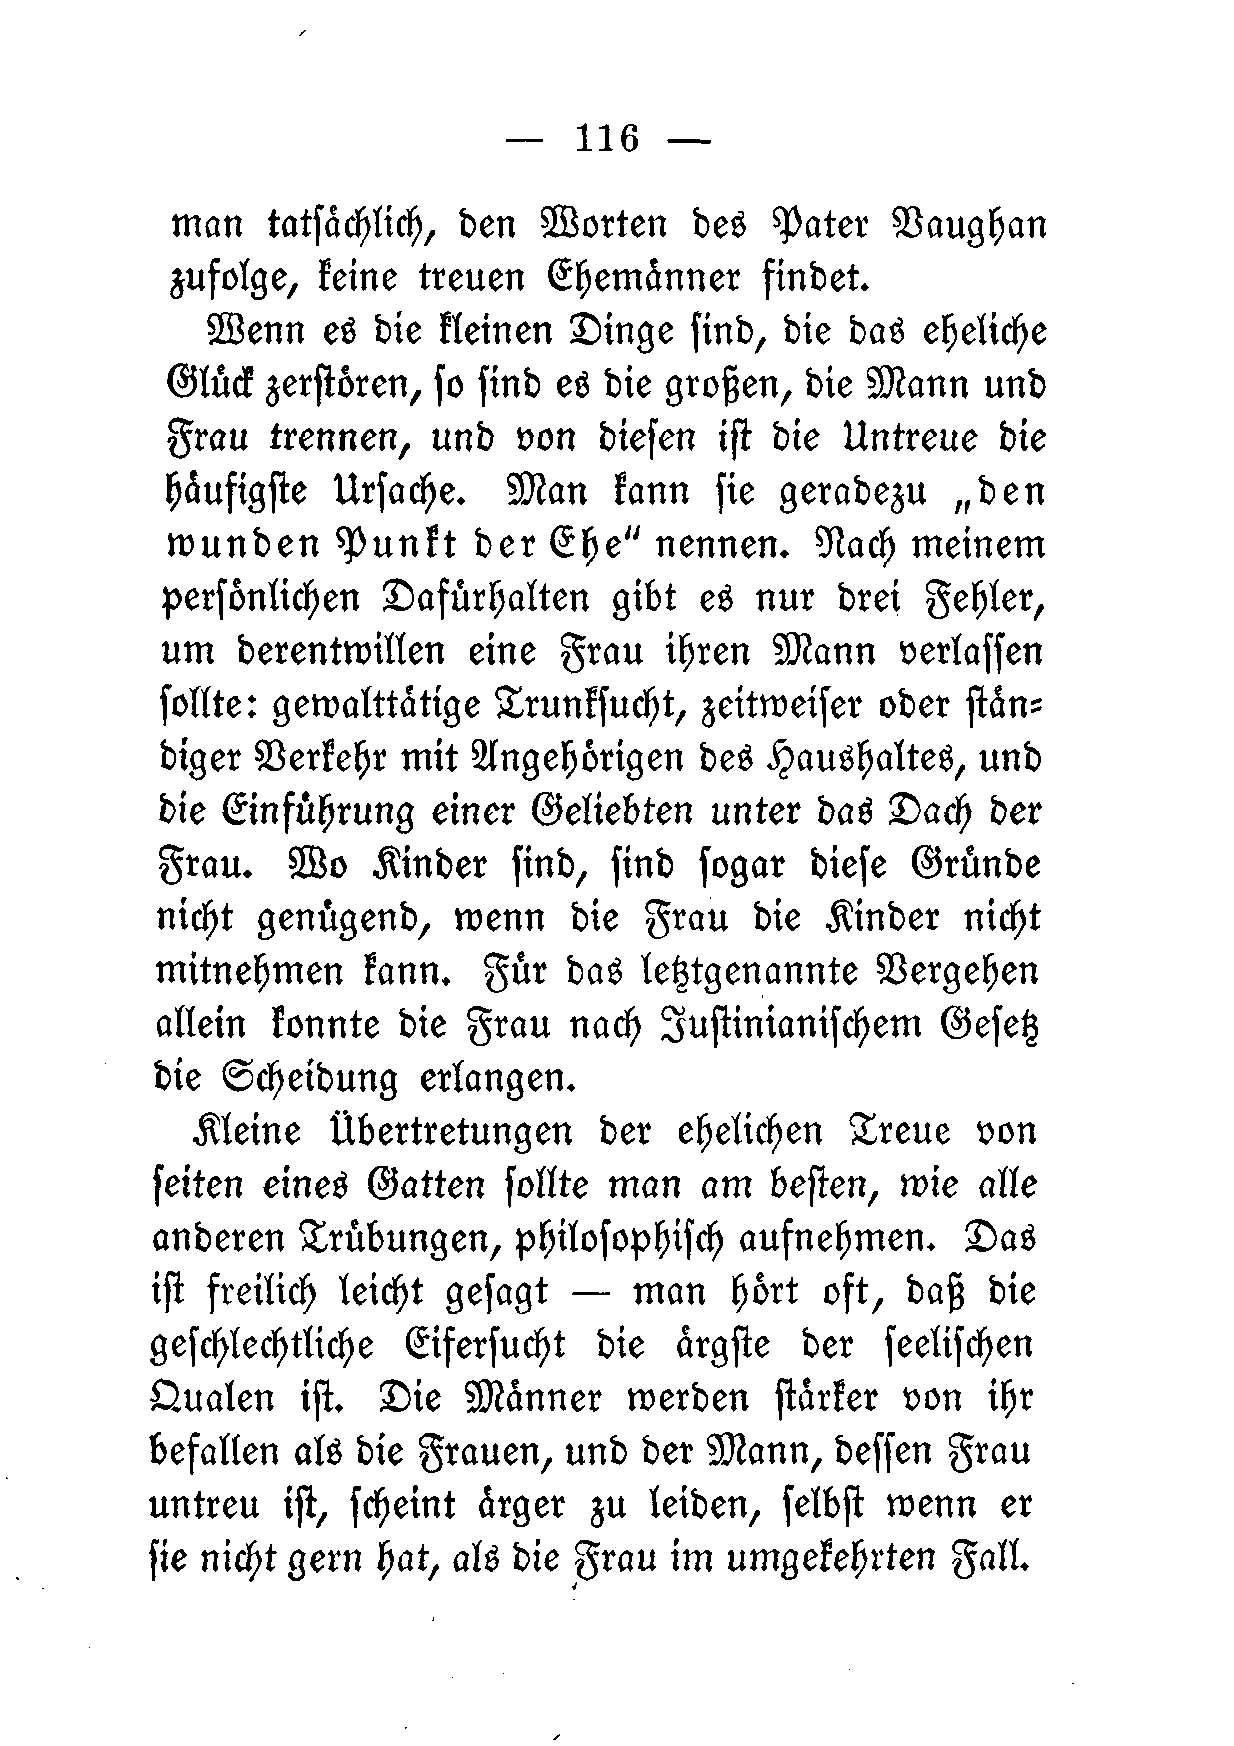 — 116 —
man tatsächlich, den Worten des Pater Vaughan
zufolge, keine treuen Ehemänner findet.
Wenn es die kleinen Dinge sind, die das eheliche
Glück zerstören, so sind es die großen, die Mann und
Frau trennen, und von diesen ist die Untreue die
häufigste Ursache. Man kann sie geradezu „den
wunden Punkt der Ehe" nennen. Nach meinem
persönlichen Dafürhalten gibt es nur drei Fehler,
um derentwillen eine Frau ihren Mann verlassen
sollte: gewalttätige Trunksucht, zeitweiser oder stän-
diger Verkehr mit Angehörigen des Haushaltes, und
die Einführung einer Geliebten unter das Dach der
Frau. Wo Kinder sind, sind sogar diese Gründe
nicht genügend, wenn die Frau die Kinder nicht
mitnehmen kann. Für das letztgenannte Vergehen
allein konnte die Frau nach Justinianischem Gesetz
die Scheidung erlangen.
Kleine Übertretungen der ehelichen Treue von
seiten eines Gatten sollte man am besten, wie alle
anderen Trübungen, philosophisch aufnehmen. Das
ist freilich leicht gesagt — man hört oft, daß die
geschlechtliche Eifersucht die ärgste der seelischen
Qualen ist. Die Männer werden stärker von ihr
befallen als die Frauen, und der Mann, dessen Frau
untreu ist, scheint ärger zu leiden, selbst wenn er
sie nicht gern hat, als die Frau im umgekehrten Fall.